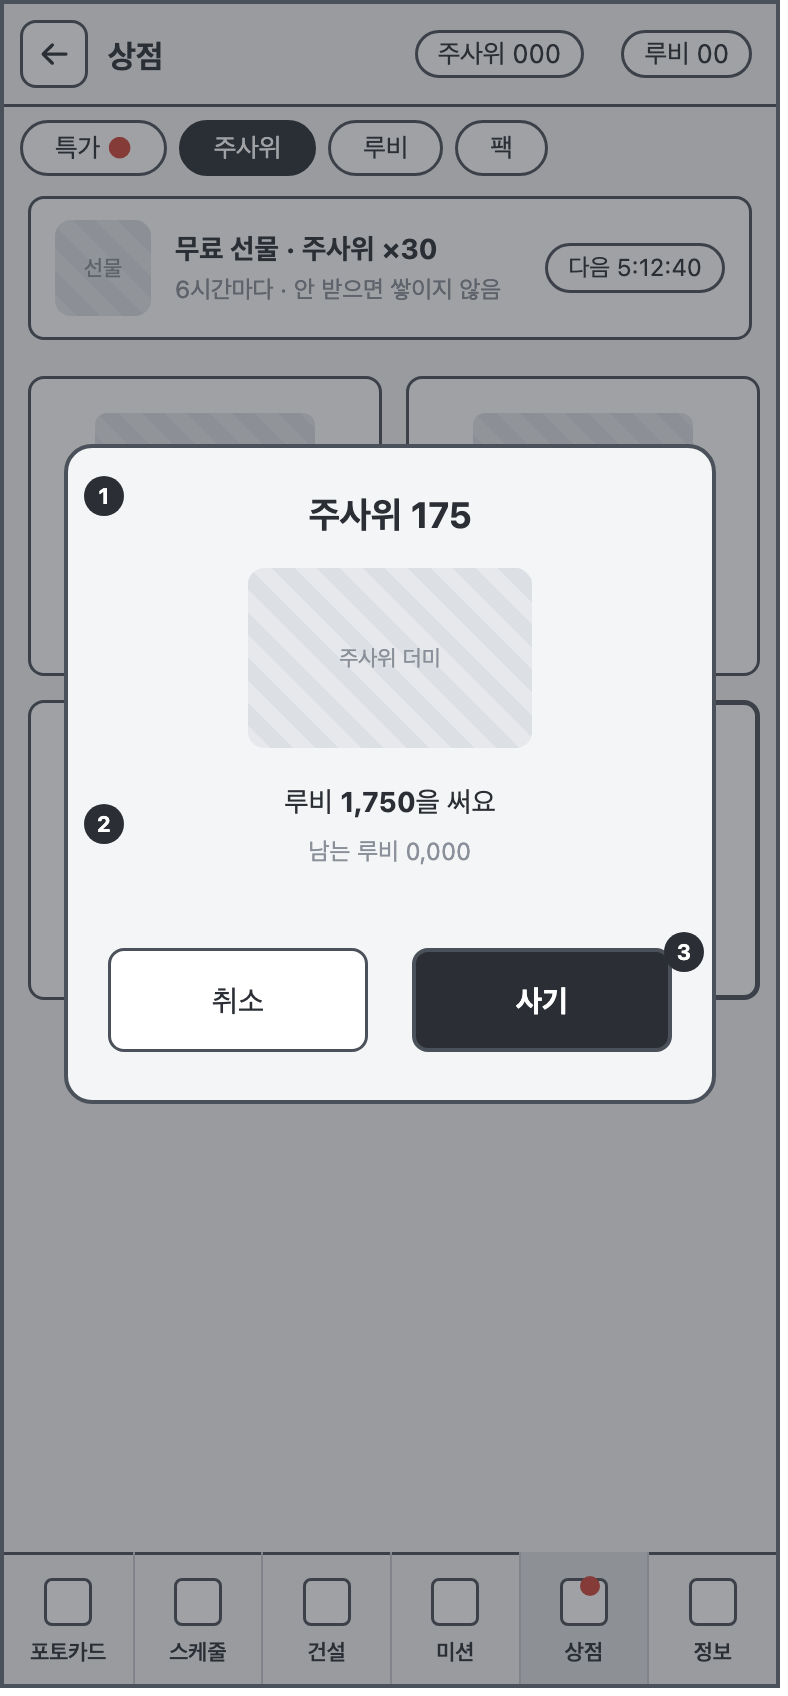 상점
주사위 000
루비 00
특가
주사위
루비
팩
선물
무료 선물 · 주사위 ×30
6시간마다 · 안 받으면 쌓이지 않음
다음 5:12:40
1
주사위 175
주사위 더미
2
루비 1,750을 써요
남는 루비 0,000
3
취소
사기
포토카드
스케줄
건설
미션
상점
정보